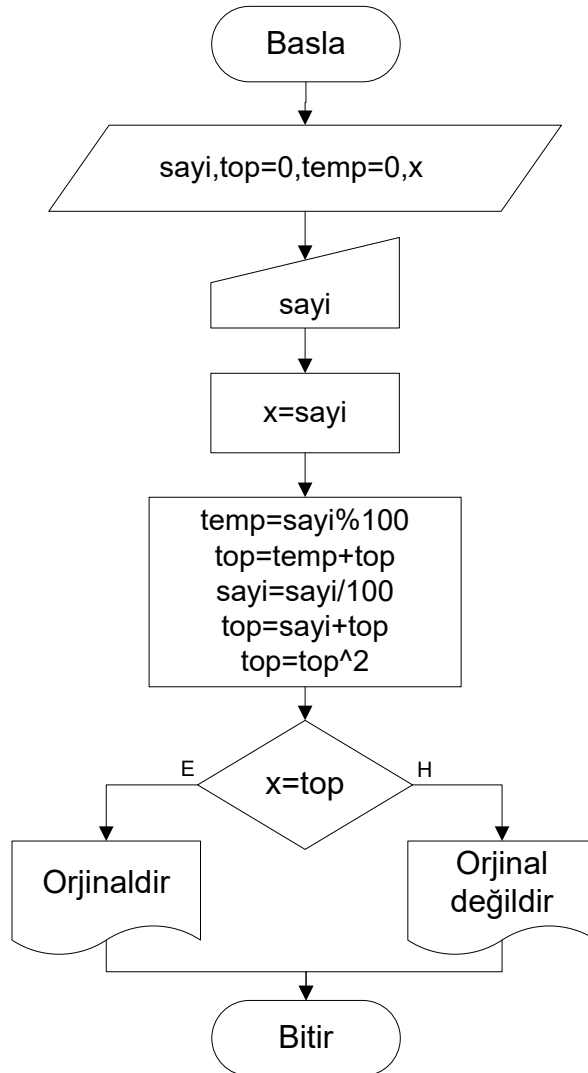 Basla
sayi,top=0,temp=0,x
sayi
x=sayi
temp=sayi%100
top=temp+top
sayi=sayi/100
top=sayi+top
top=top^2
E
x=top
H
Orjinaldir
Orjinal
değildir
Bitir